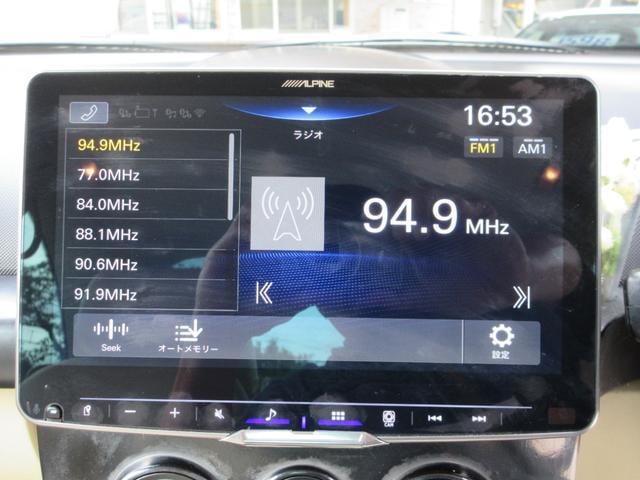 ALPINE
16:53
ラジオ
FM1 AM1
94.9MHz
77.0MHz
84.0MHz
88.1MHz
90.6MHz
91.9MHz
94.9 MHz
Seek
オートメモリー
設定
CAM